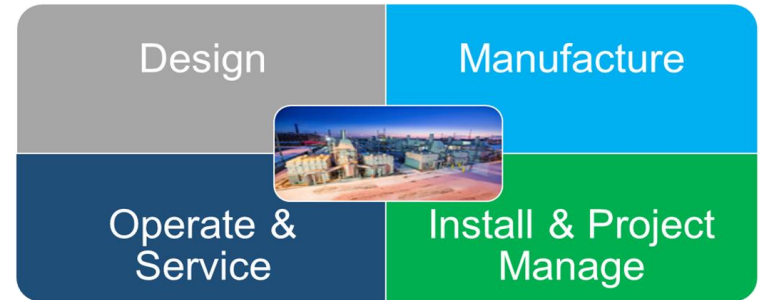 Design
Manufacture
Operate &
Service
Install & Project
Manage